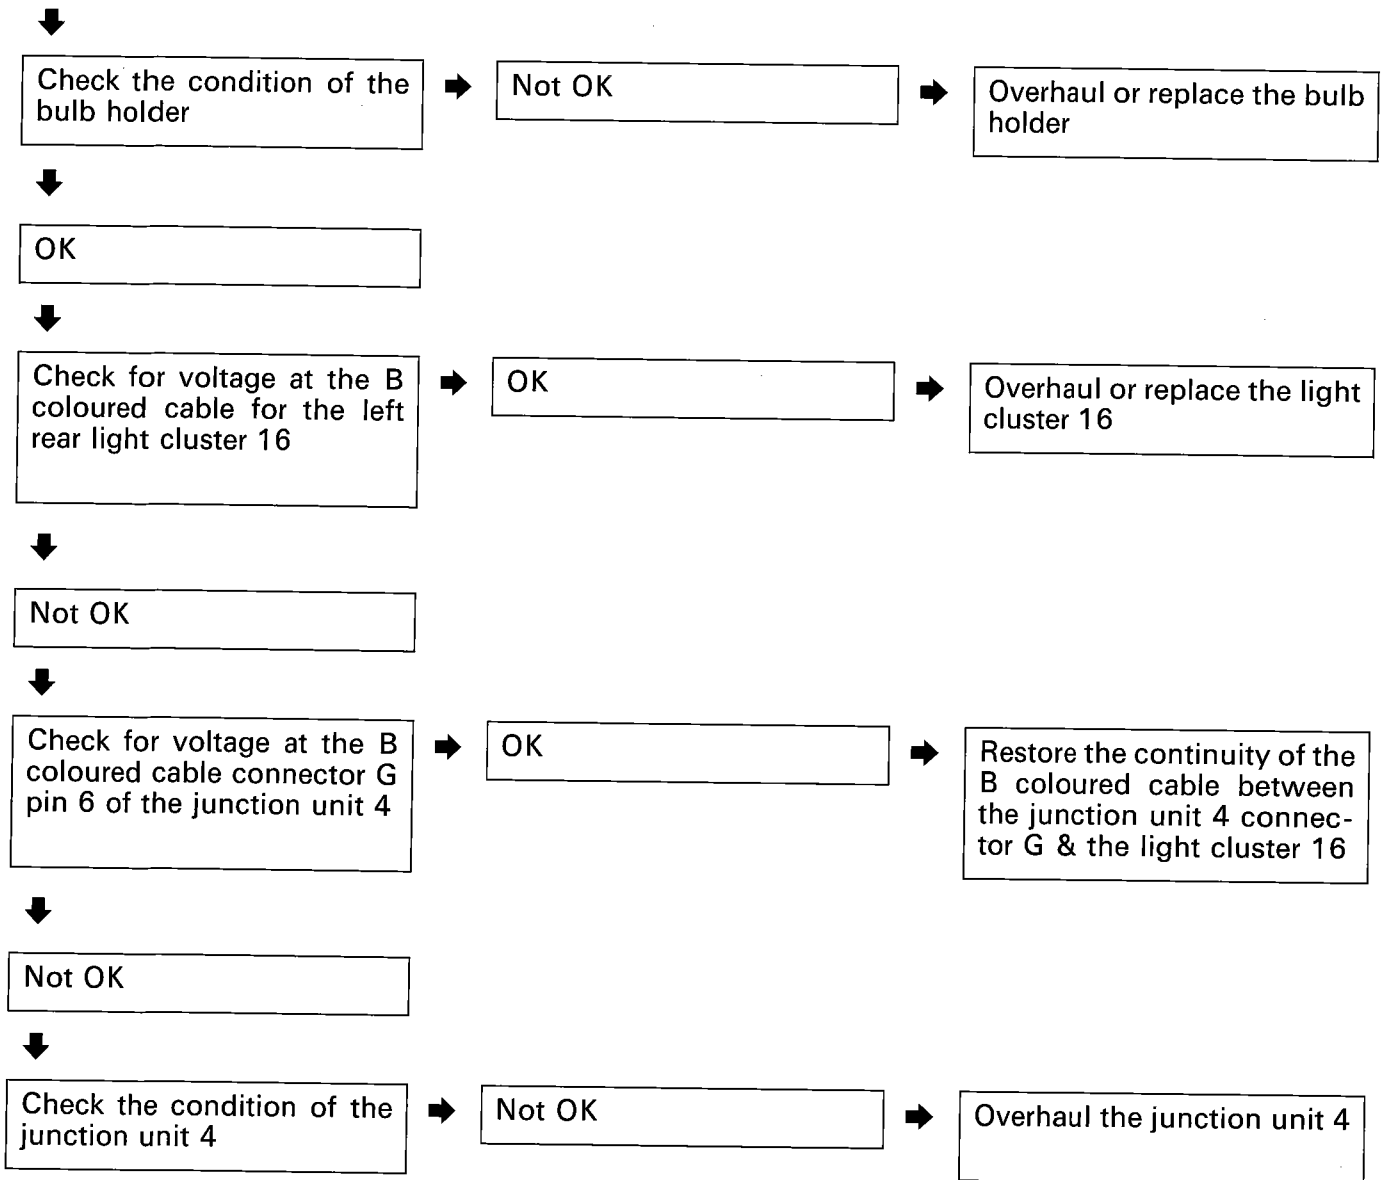 Check the condition of the
bulb holder
Not OK
Overhaul or replace the bulb
holder
OK
Check for voltage at the B
coloured cable for the left
rear light cluster 16
OK
Overhaul or replace the light
cluster 16
Not OK
Check for voltage at the B
coloured cable connector G
pin 6 of the junction unit 4
OK
Restore the continuity of the
B coloured cable between
the junction unit 4 connec-
tor G & the light cluster 16
Not OK
Check the condition of the
junction unit 4
Not OK
Overhaul the junction unit 4